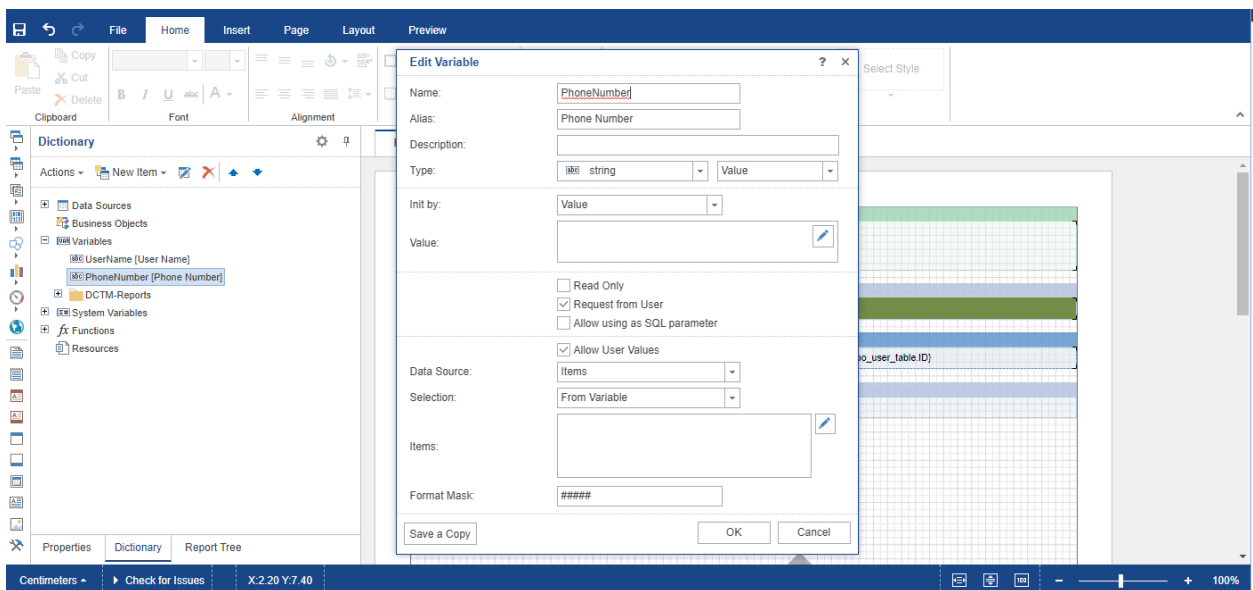 File Home Insert Page Layout Preview
Copy
Cut
Paste
Delete
B I U abc A
Clipboard Font Alignment
Select Style
Dictionary
Actions New Item
Data Sources
Business Objects
Variables
UserName [User Name]
PhoneNumber [Phone Number]
DCTM-Reports
System Variables
fx Functions
Resources
Properties Dictionary Report Tree
Edit Variable ? ×
Name: PhoneNumber
Alias: Phone Number
Description:
Type: abc string Value
Init by: Value
Value:
Read Only
Request from User
Allow using as SQL parameter
Allow User Values
Data Source: Items
Selection: From Variable
Items:
Format Mask: #####
Save a Copy OK Cancel
bo_user_table.ID}
Centimeters Check for Issues X:2.20 Y:7.40 100 − + 100%